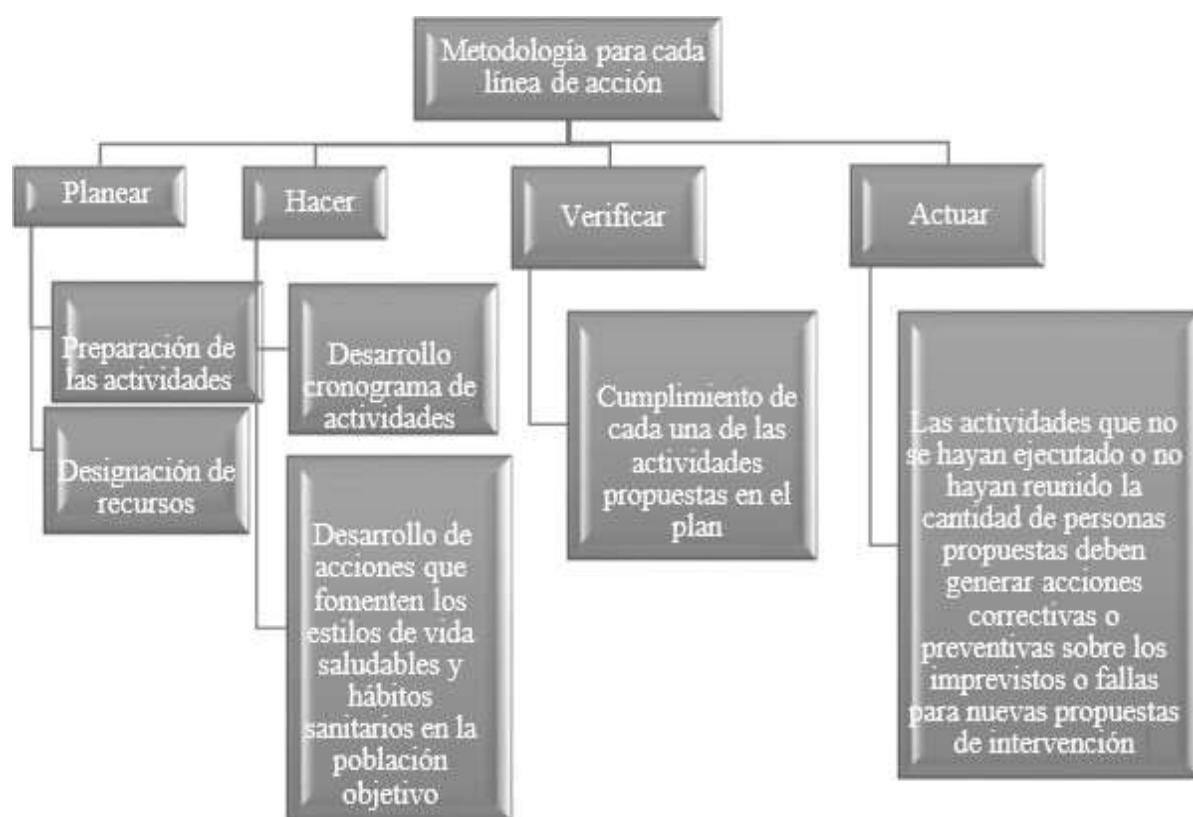 Metodología para cada
línea de acción
Planear
Preparación de
las actividades
Designación de
recursos
Hacer
Desarrollo
cronograma de
actividades
Desarrollo de
acciones que
fomenten los
estilos de vida
saludables y
hábitos
sanitarios en la
población
objetivo
Verificar
Cumplimiento de
cada una de las
actividades
propuestas en el
plan
Actuar
Las actividades que no
se hayan ejecutado o no
hayan reunido la
cantidad de personas
propuestas deben
generar acciones
correctivas o
preventivas sobre los
imprevistos o fallas
para nuevas propuestas
de intervención